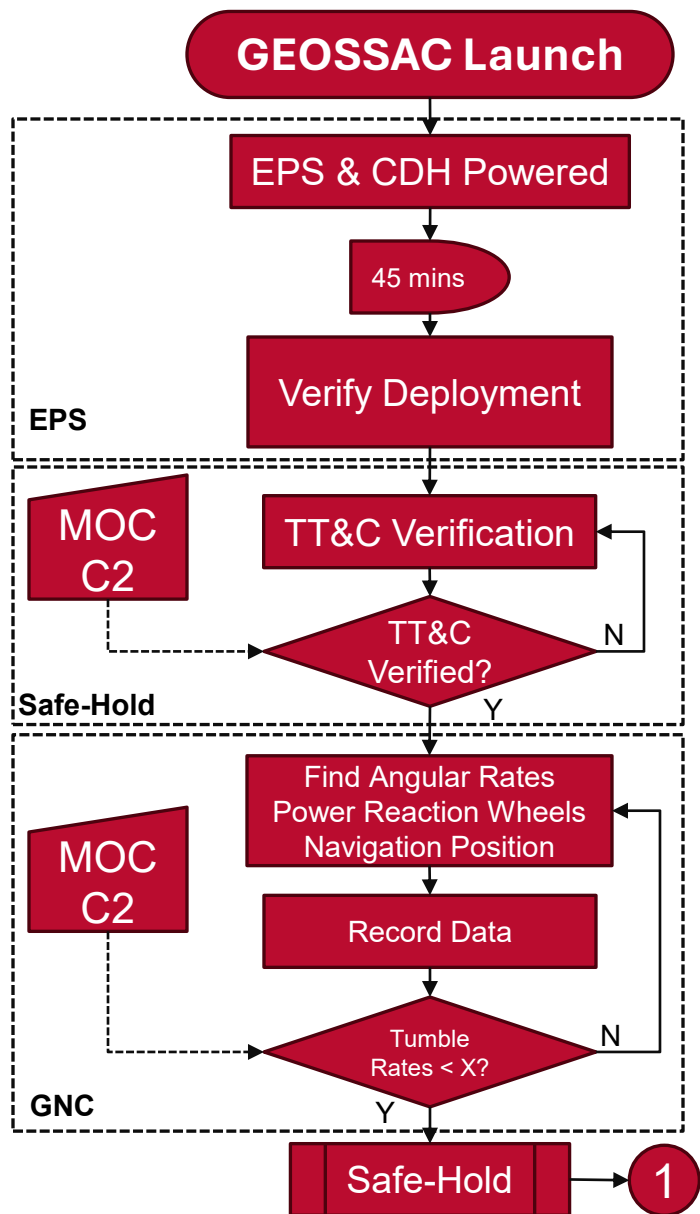 GEOSSAC Launch
EPS & CDH Powered
45 mins
Verify Deployment
EPS
MOC
C2
TT&C Verification
TT&C
Verified?
N
Y
Safe-Hold
Find Angular Rates
Power Reaction Wheels
Navigation Position
MOC
C2
Record Data
Tumble
Rates < X?
N
Y
GNC
Safe-Hold
1